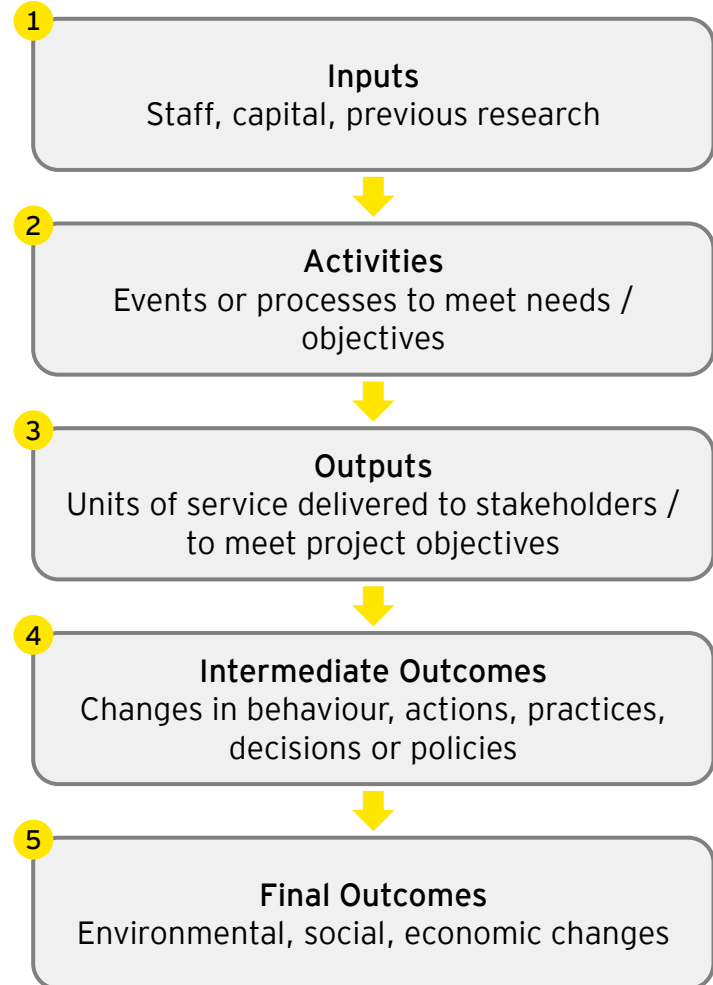 1
Inputs
Staff, capital, previous research
2
Activities
Events or processes to meet needs /
objectives
3
Outputs
Units of service delivered to stakeholders /
to meet project objectives
4
Intermediate Outcomes
Changes in behaviour, actions, practices,
decisions or policies
5
Final Outcomes
Environmental, social, economic changes